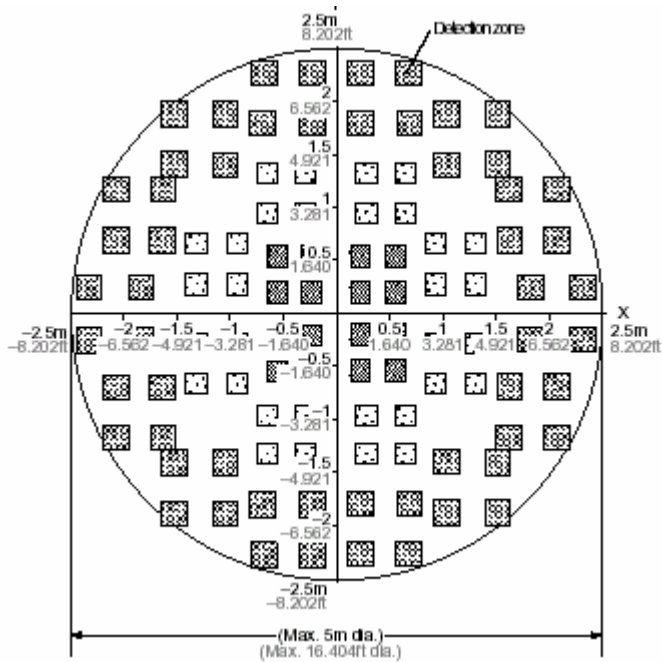 2.5m
8.202ft
Detection zone
2
6.562
1.5
4.921
1
3.281
0.5
1.640
X
−2.5m −2 −1.5 −1 −0.5 0.5 1 1.5 2 2.5m
−8.202ft −6.562 −4.921 −3.281 −1.640 1.640 3.281 4.921 6.562 8.202ft
−0.5
−1.640
−1
−3.281
−1.5
−4.921
−2
−6.562
−2.5m
−8.202ft
(Max. 5m dia.)
(Max. 16.404ft dia.)